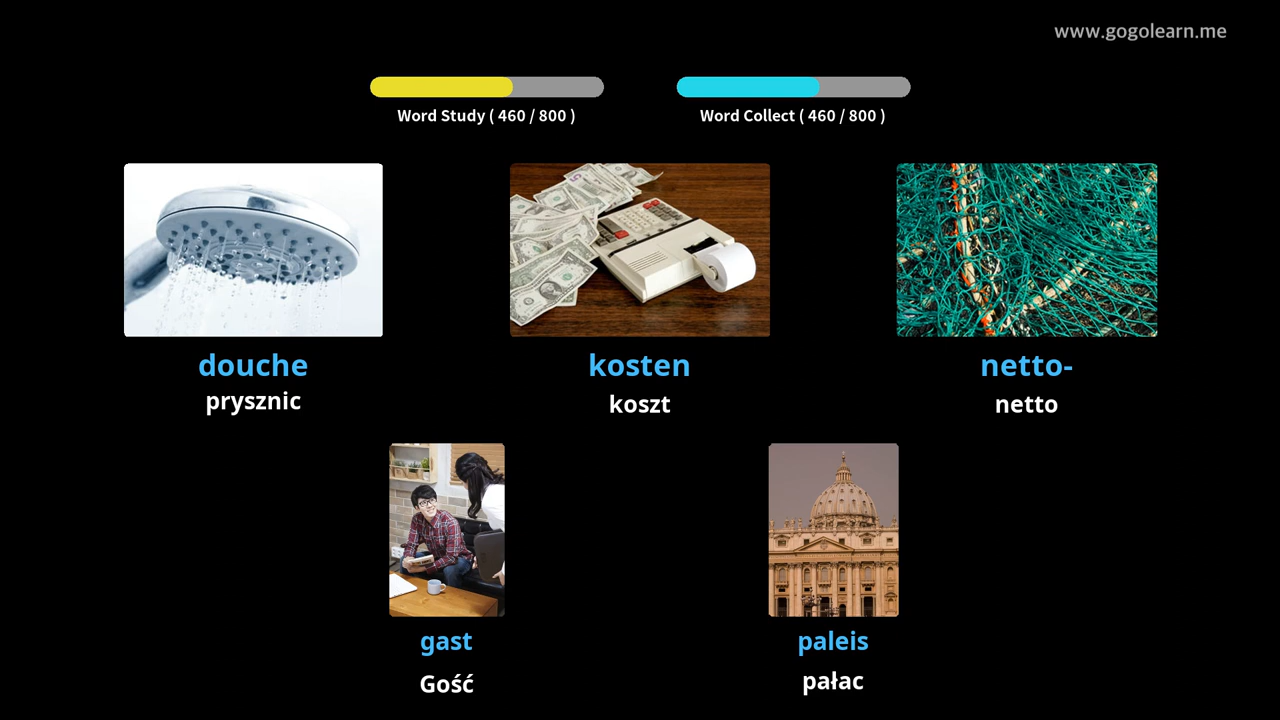 www.gogolearn.me
Word Study ( 460 / 800 )
Word Collect ( 460 / 800 )
douche
prysznic
kosten
koszt
netto-
netto
gast
Gość
paleis
pałac